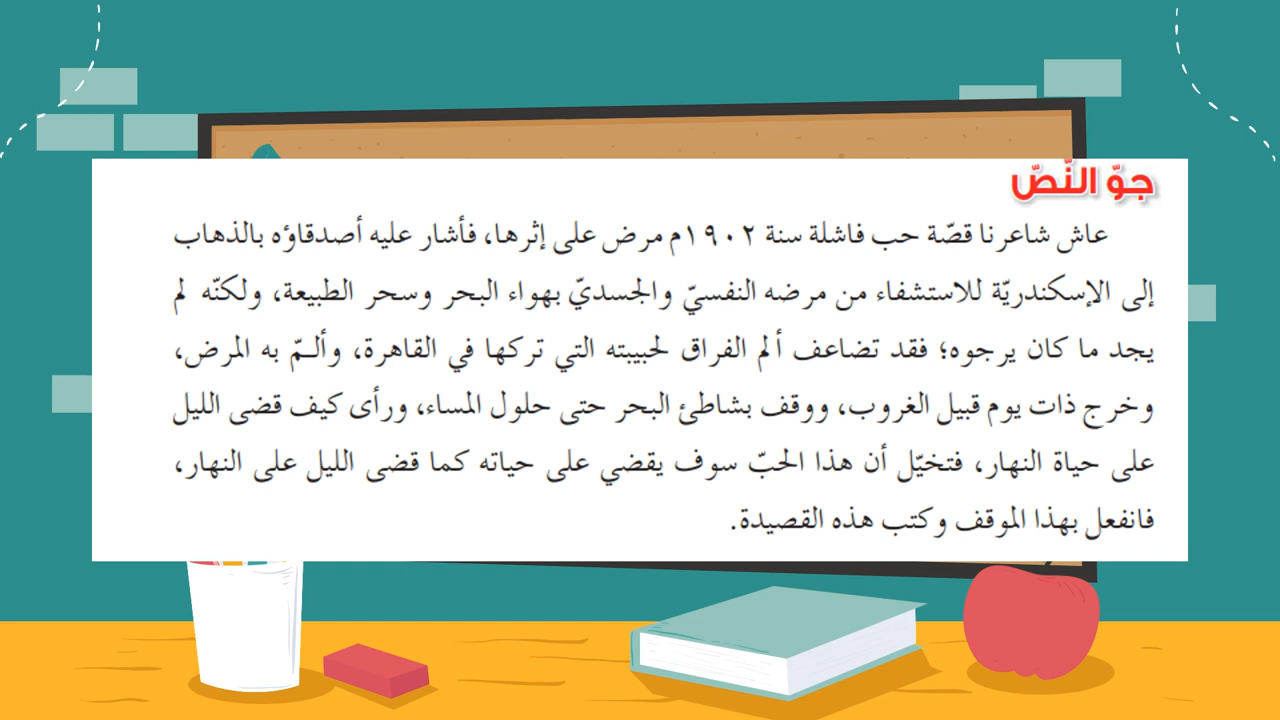 جوّ النّصّ
عاش شاعرنا قصّة حب فاشلة سنة ١٩٠٢م مرض على إثرها، فأشار عليه أصدقاؤه بالذهاب
إلى الإسكندريّة للاستشفاء من مرضه النفسيّ والجسديّ بهواء البحر وسحر الطبيعة، ولكنّه لم
يجد ما كان يرجوه؛ فقد تضاعف ألم الفراق لحبيبته التي تركها في القاهرة، وألـمّ به المرض،
وخرج ذات يوم قبيل الغروب، ووقف بشاطئ البحر حتى حلول المساء، ورأى كيف قضى الليل
على حياة النهار، فتخيّل أن هذا الحبّ سوف يقضي على حياته كما قضى الليل على النهار،
فانفعل بهذا الموقف وكتب هذه القصيدة.